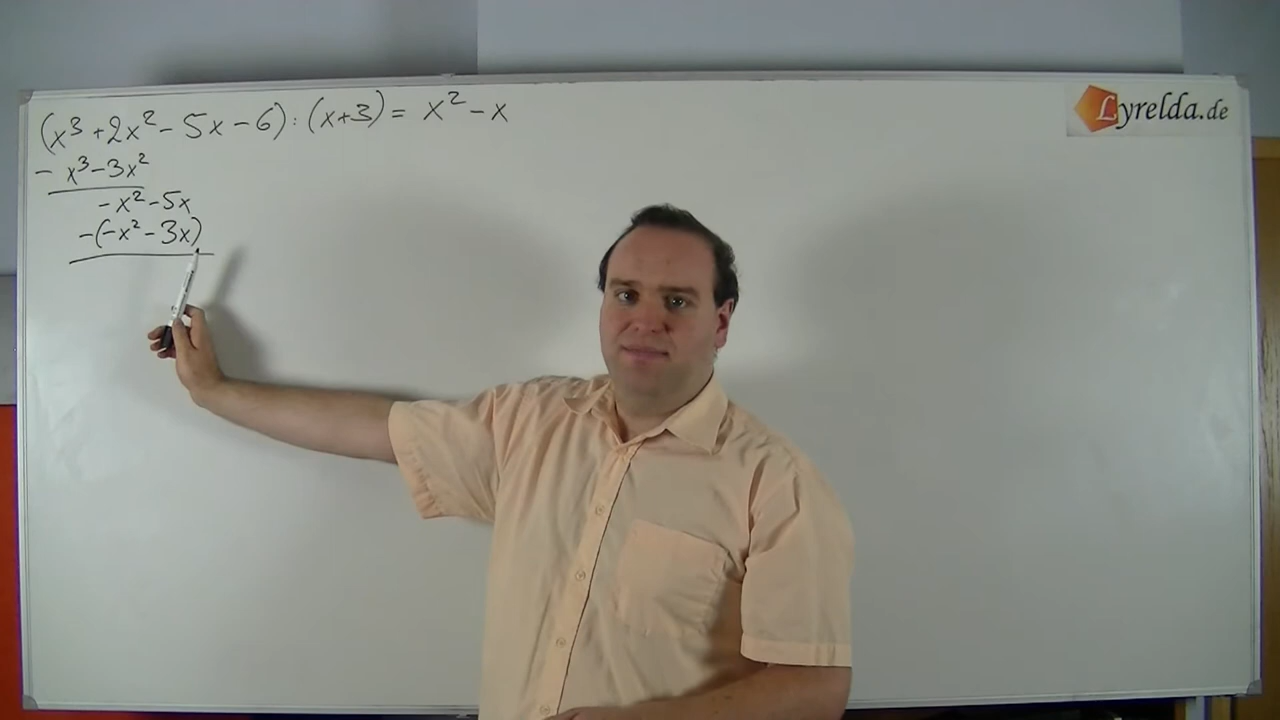 (x³ + 2x² - 5x - 6) : (x+3) = x² - x
- x³ - 3x²
- x² - 5x
-(-x² - 3x)
Lyrelda.de